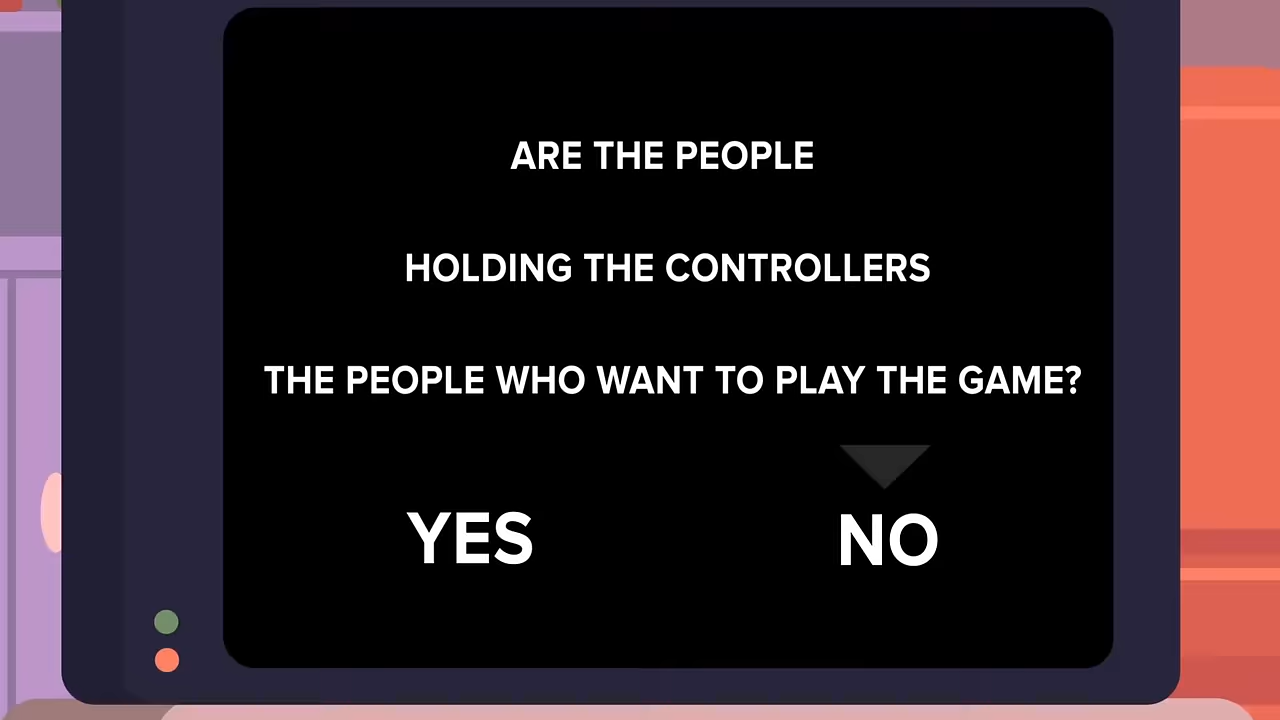 ARE THE PEOPLE
HOLDING THE CONTROLLERS
THE PEOPLE WHO WANT TO PLAY THE GAME?
YES NO